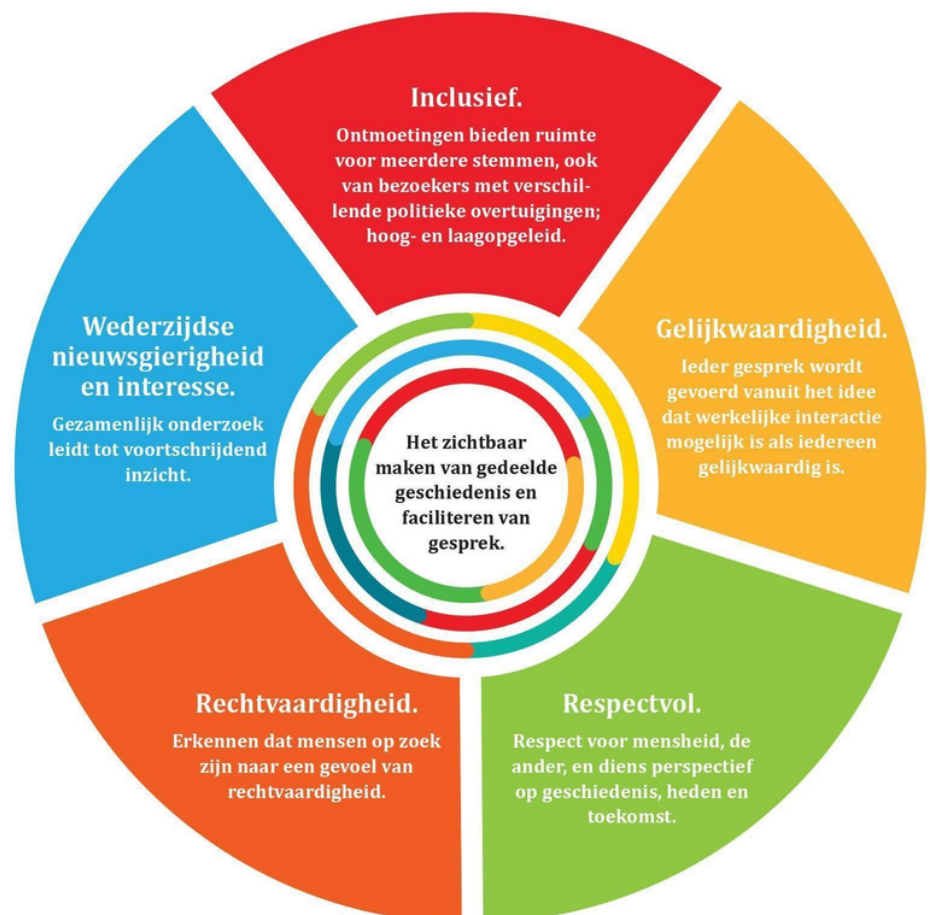 Inclusief.
Ontmoetingen bieden ruimte
voor meerdere stemmen, ook
van bezoekers met verschil-
lende politieke overtuigingen;
hoog- en laagopgeleid.
Gelijkwaardigheid.
Ieder gesprek wordt
gevoerd vanuit het idee
dat werkelijke interactie
mogelijk is als iedereen
gelijkwaardig is.
Respectvol.
Respect voor mensheid, de
ander, en diens perspectief
op geschiedenis, heden en
toekomst.
Rechtvaardigheid.
Erkennen dat mensen op zoek
zijn naar een gevoel van
rechtvaardigheid.
Wederzijdse
nieuwsgierigheid
en interesse.
Gezamenlijk onderzoek
leidt tot voortschrijdend
inzicht.
Het zichtbaar
maken van gedeelde
geschiedenis en
faciliteren van
gesprek.